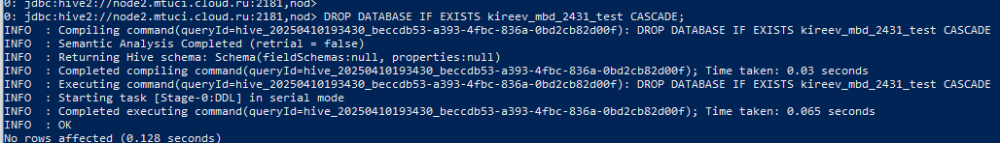 0: jdbc:hive2://node2.mtuci.cloud.ru:2181,nod>
0: jdbc:hive2://node2.mtuci.cloud.ru:2181,nod> DROP DATABASE IF EXISTS kireev_mbd_2431_test CASCADE;
INFO  : Compiling command(queryId=hive_20250410193430_beccdb53-a393-4fbc-836a-0bd2cb82d00f): DROP DATABASE IF EXISTS kireev_mbd_2431_test CASCADE
INFO  : Semantic Analysis Completed (retrial = false)
INFO  : Returning Hive schema: Schema(fieldSchemas:null, properties:null)
INFO  : Completed compiling command(queryId=hive_20250410193430_beccdb53-a393-4fbc-836a-0bd2cb82d00f); Time taken: 0.03 seconds
INFO  : Executing command(queryId=hive_20250410193430_beccdb53-a393-4fbc-836a-0bd2cb82d00f): DROP DATABASE IF EXISTS kireev_mbd_2431_test CASCADE
INFO  : Starting task [Stage-0:DDL] in serial mode
INFO  : Completed executing command(queryId=hive_20250410193430_beccdb53-a393-4fbc-836a-0bd2cb82d00f); Time taken: 0.065 seconds
INFO  : OK
No rows affected (0.128 seconds)